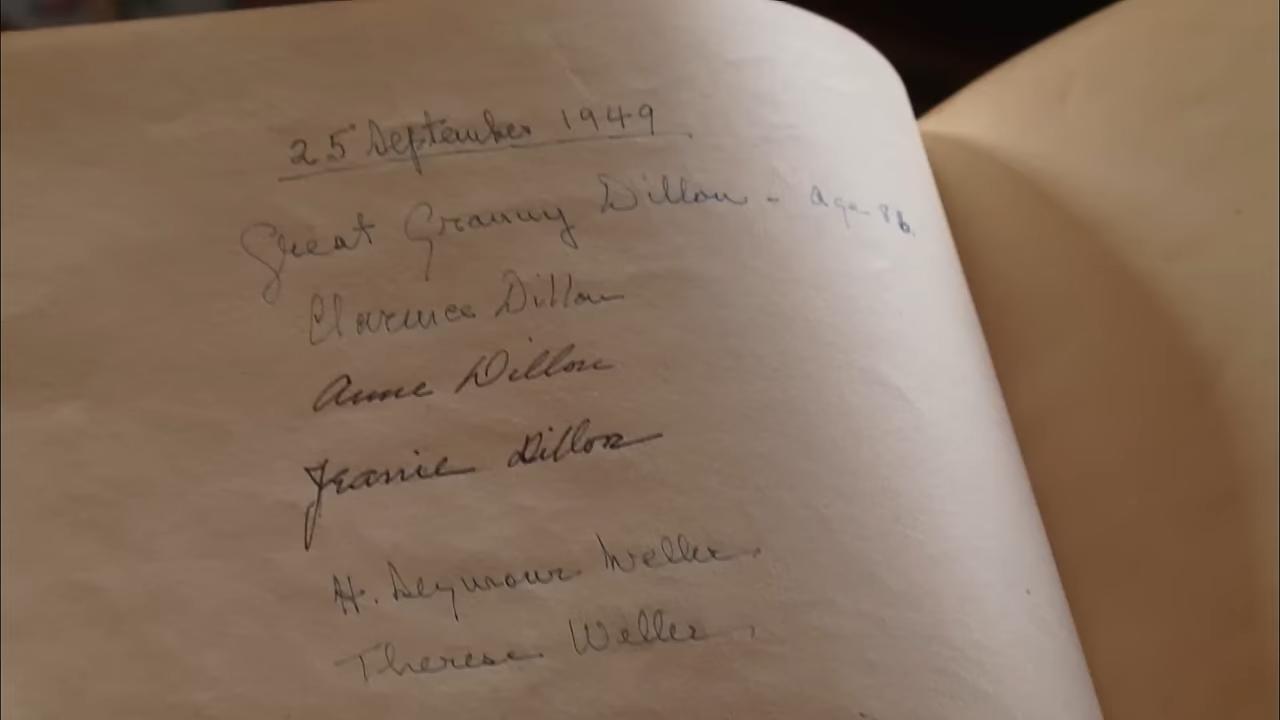 25 September 1949
Great Granny Dillon - age 86
Clarence Dillon
Anne Dillon
Jeanie Dillon
H. Seymour Weller.
Therese Weller,